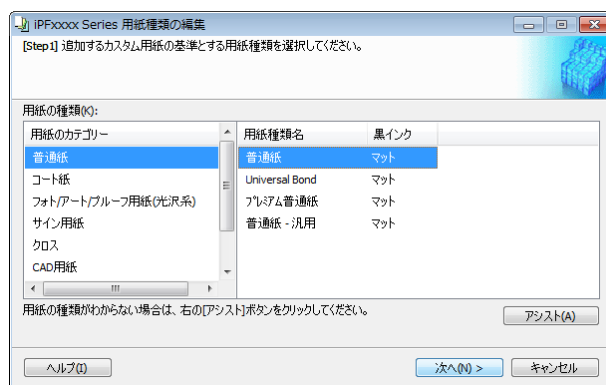 iPFxxxx Series 用紙種類の編集
[Step1] 追加するカスタム用紙の基準とする用紙種類を選択してください。
用紙の種類(K):
用紙のカテゴリー 用紙種類名 黒インク
普通紙 普通紙 マット
コート紙 Universal Bond マット
フォト/アート/プルーフ用紙(光沢系) プレミアム普通紙 マット
サイン用紙 普通紙 - 汎用 マット
クロス
CAD用紙
用紙の種類がわからない場合は、右の[アシスト]ボタンをクリックしてください。
アシスト(A)
ヘルプ(I) 次へ(N) > キャンセル